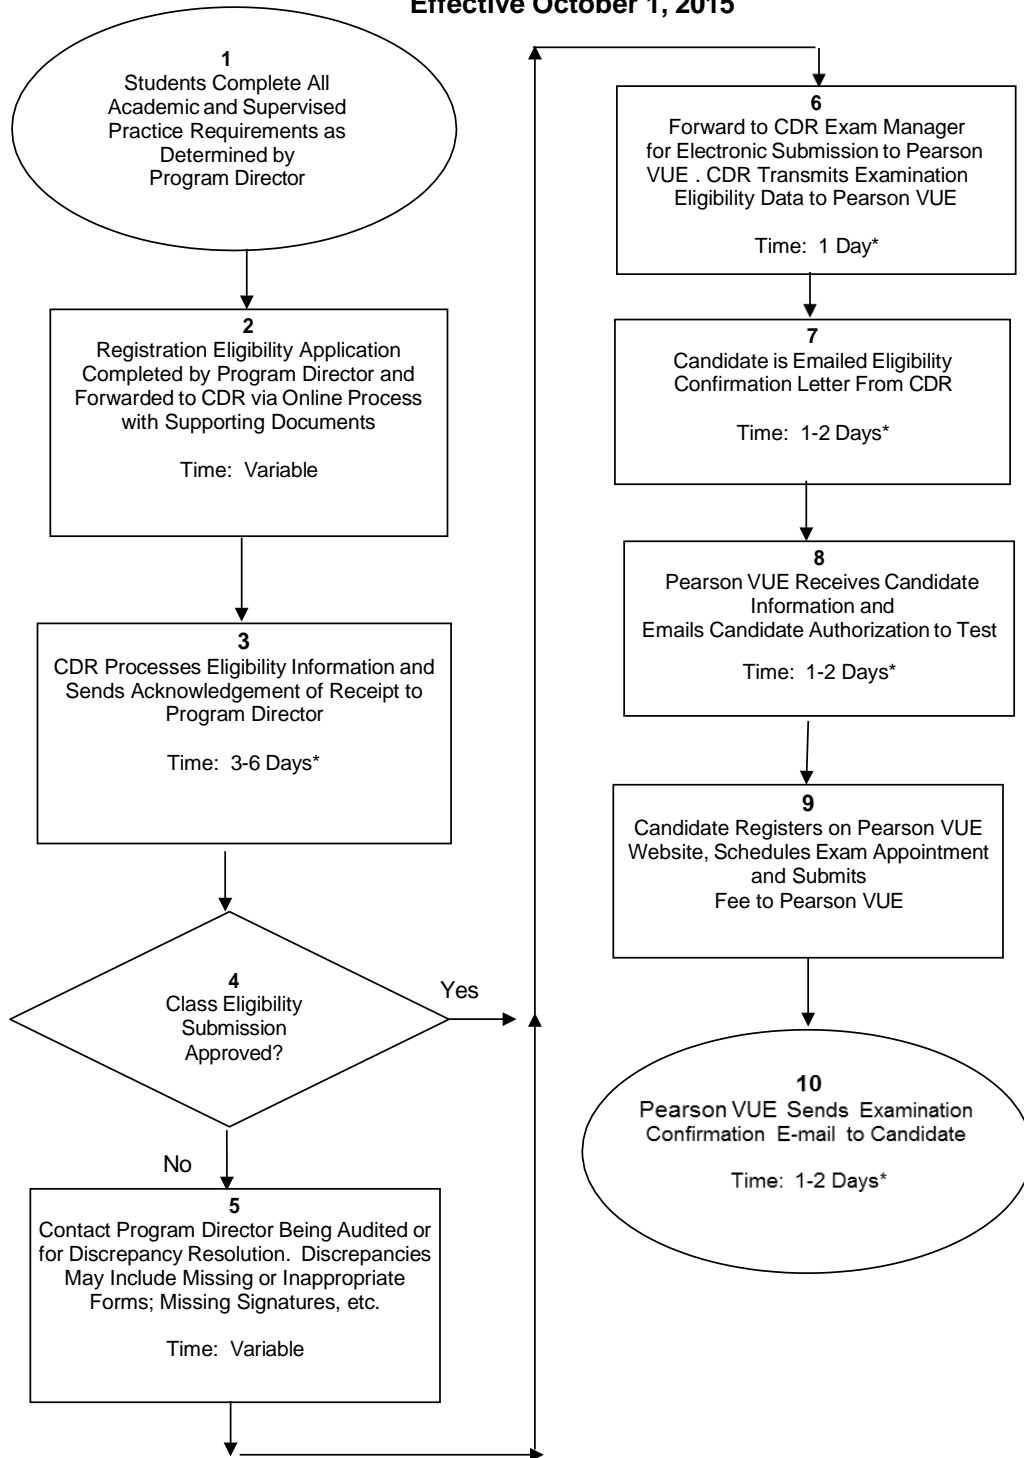 Effective October 1, 2015
1
Students Complete All
Academic and Supervised
Practice Requirements as
Determined by
Program Director
2
Registration Eligibility Application
Completed by Program Director and
Forwarded to CDR via Online Process
with Supporting Documents
Time: Variable
3
CDR Processes Eligibility Information and
Sends Acknowledgement of Receipt to
Program Director
Time: 3-6 Days*
4
Class Eligibility
Submission
Approved?
Yes
No
5
Contact Program Director Being Audited or
for Discrepancy Resolution. Discrepancies
May Include Missing or Inappropriate
Forms; Missing Signatures, etc.
Time: Variable
6
Forward to CDR Exam Manager
for Electronic Submission to Pearson
VUE . CDR Transmits Examination
Eligibility Data to Pearson VUE
Time: 1 Day*
7
Candidate is Emailed Eligibility
Confirmation Letter From CDR
Time: 1-2 Days*
8
Pearson VUE Receives Candidate
Information and
Emails Candidate Authorization to Test
Time: 1-2 Days*
9
Candidate Registers on Pearson VUE
Website, Schedules Exam Appointment
and Submits
Fee to Pearson VUE
10
Pearson VUE Sends Examination
Confirmation E-mail to Candidate
Time: 1-2 Days*